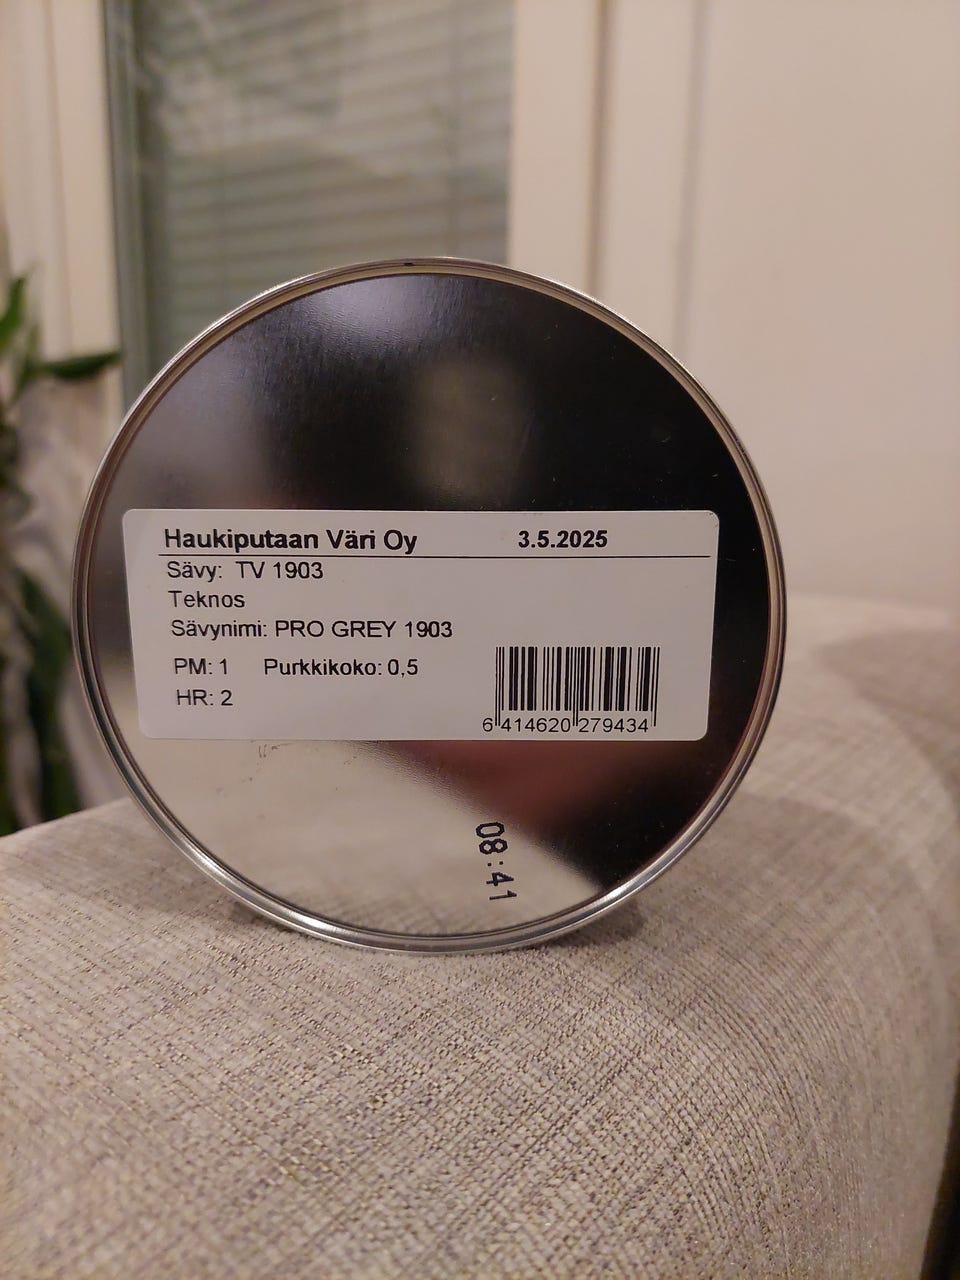 Haukiputaan Väri Oy 3.5.2025
Sävy: TV 1903
Teknos
Sävynimi: PRO GREY 1903
PM: 1 Purkkikoko: 0,5
HR: 2
6 414620 279434
08:41